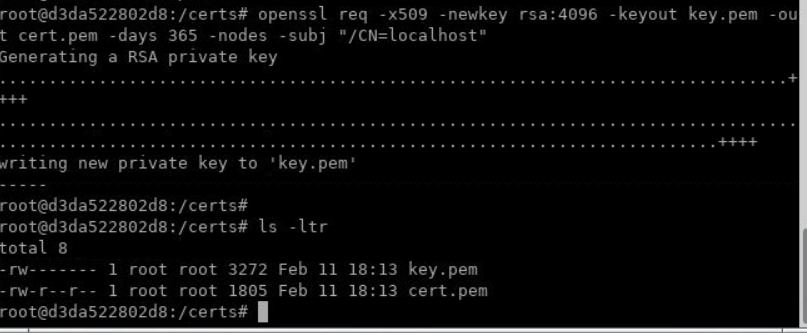 root@d3da522802d8:/certs# openssl req -x509 -newkey rsa:4096 -keyout key.pem -ou
t cert.pem -days 365 -nodes -subj "/CN=localhost"
Generating a RSA private key
...............................................................................+
+++
................................................................................
........................................................................++++
writing new private key to 'key.pem'
-----
root@d3da522802d8:/certs#
root@d3da522802d8:/certs# ls -ltr
total 8
-rw------- 1 root root 3272 Feb 11 18:13 key.pem
-rw-r--r-- 1 root root 1805 Feb 11 18:13 cert.pem
root@d3da522802d8:/certs#